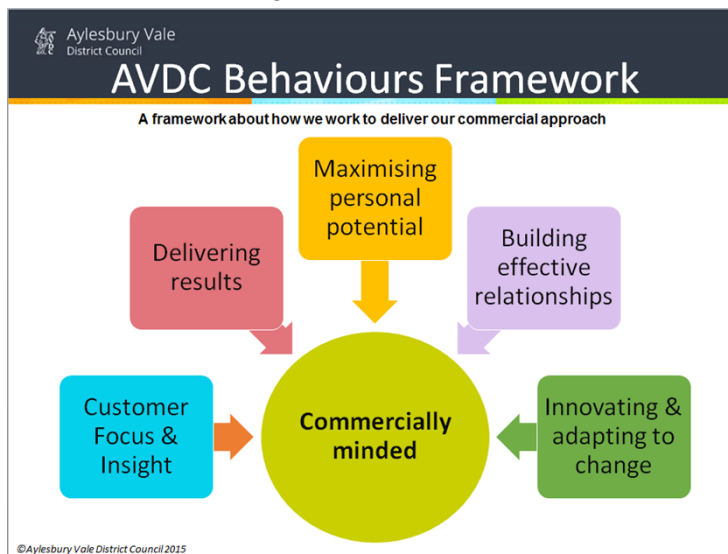 Aylesbury Vale
District Council
AVDC Behaviours Framework
A framework about how we work to deliver our commercial approach
Maximising
personal
potential
Delivering
results
Building
effective
relationships
Customer
Focus &
Insight
Commercially
minded
Innovating &
adapting to
change
©Aylesbury Vale District Council 2015